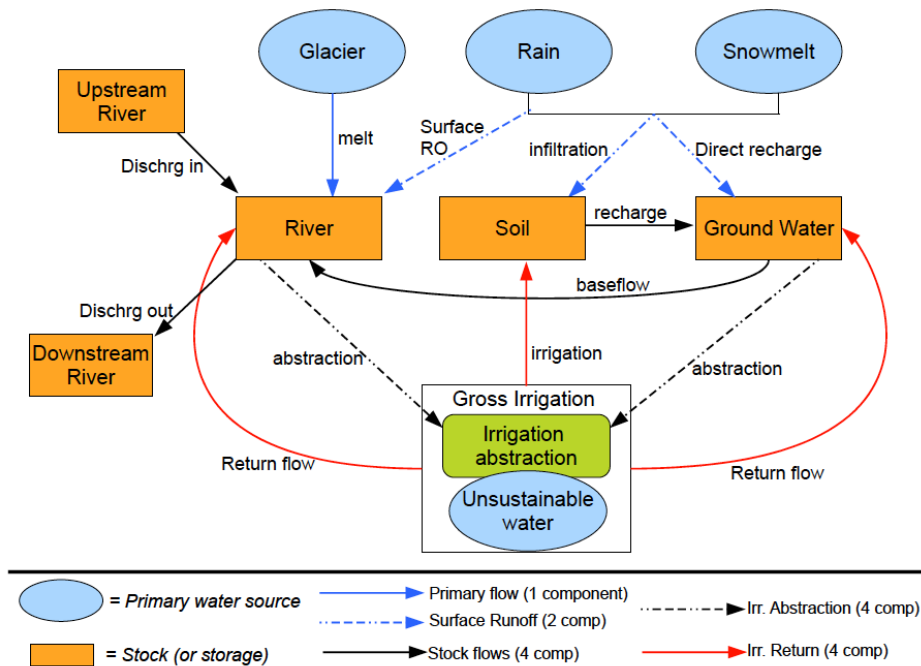 Glacier
Rain
Snowmelt
Upstream
River
melt
Surface
RO
infiltration
Direct recharge
Dischrg in
River
Soil
recharge
Ground Water
baseflow
Dischrg out
Downstream
River
abstraction
irrigation
abstraction
Gross Irrigation
Irrigation
abstraction
Return flow
Return flow
Unsustainable
water
= Primary water source
Primary flow (1 component)
Surface Runoff (2 comp)
Irr. Abstraction (4 comp)
= Stock (or storage)
Stock flows (4 comp)
Irr. Return (4 comp)